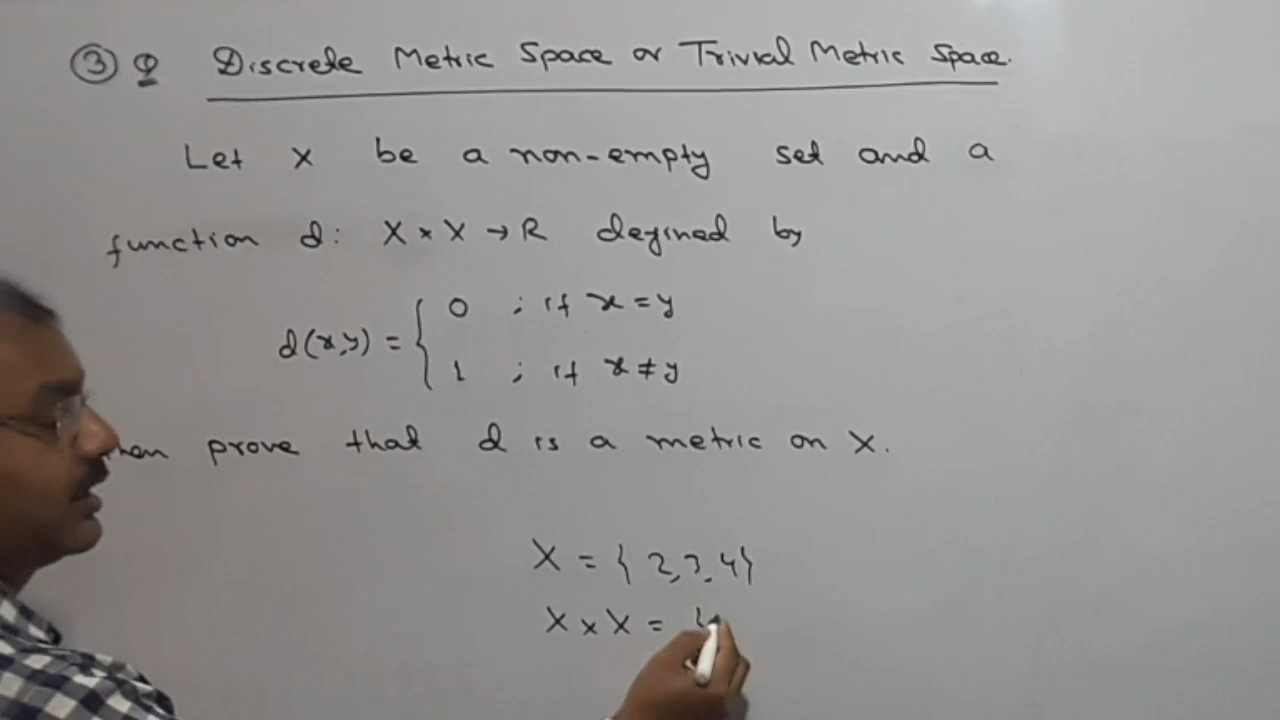 ③ Q Discrete Metric Space or Trivial Metric Space.
Let X be a non-empty set and a
function d: X × X → R defined by
d(x,y) = { 0 ; if x = y
1 ; if x ≠ y
prove that d is a metric on X.
X = { 2, 3, 4 }
X × X = {